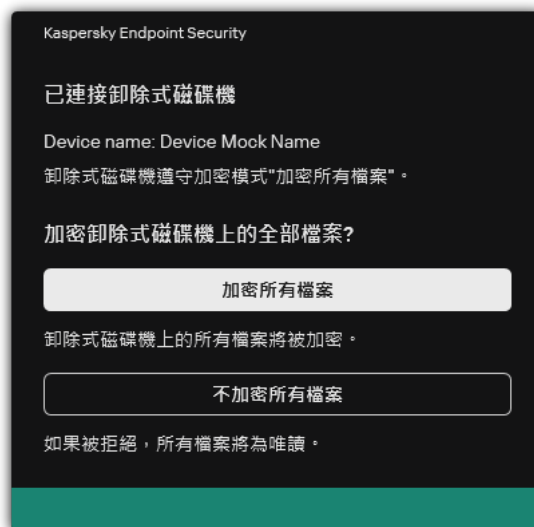 Kaspersky Endpoint Security
已連接卸除式磁碟機
Device name: Device Mock Name
卸除式磁碟機遵守加密模式"加密所有檔案"。
加密卸除式磁碟機上的全部檔案?
加密所有檔案
卸除式磁碟機上的所有檔案將被加密。
不加密所有檔案
如果被拒絕，所有檔案將為唯讀。